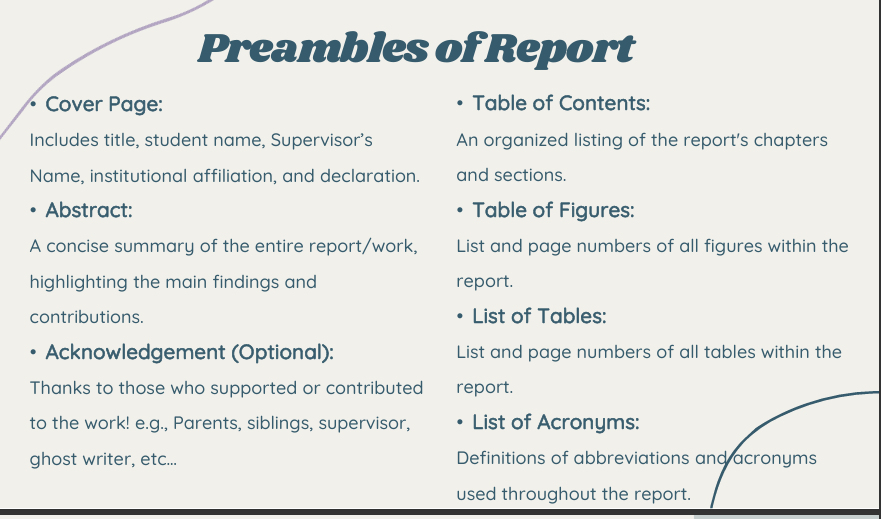 Preambles of Report
• Cover Page:
Includes title, student name, Supervisor’s
Name, institutional affiliation, and declaration.
• Abstract:
A concise summary of the entire report/work,
highlighting the main findings and
contributions.
• Acknowledgement (Optional):
Thanks to those who supported or contributed
to the work! e.g., Parents, siblings, supervisor,
ghost writer, etc...
• Table of Contents:
An organized listing of the report's chapters
and sections.
• Table of Figures:
List and page numbers of all figures within the
report.
• List of Tables:
List and page numbers of all tables within the
report.
• List of Acronyms:
Definitions of abbreviations and acronyms
used throughout the report.